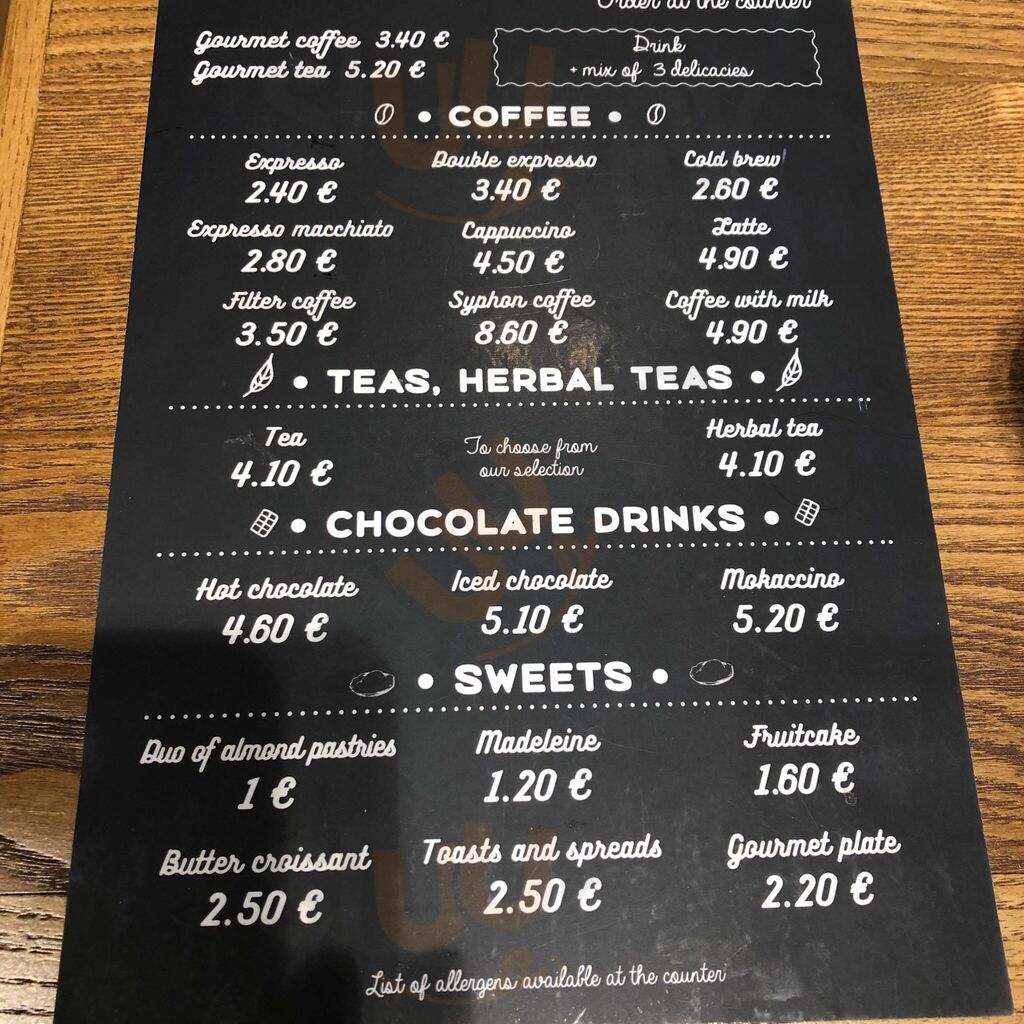 Order at the counter
Gourmet coffee 3.40 €
Gourmet tea 5.20 €
Drink
+ mix of 3 delicacies
• COFFEE •
Expresso Double expresso Cold brew
2.40 € 3.40 € 2.60 €
Expresso macchiato Cappuccino Latte
2.80 € 4.50 € 4.90 €
Filter coffee Syphon coffee Coffee with milk
3.50 € 8.60 € 4.90 €
• TEAS, HERBAL TEAS •
Tea To choose from Herbal tea
4.10 € our selection 4.10 €
• CHOCOLATE DRINKS •
Hot chocolate Iced chocolate Mokaccino
4.60 € 5.10 € 5.20 €
• SWEETS •
Duo of almond pastries Madeleine Fruitcake
1 € 1.20 € 1.60 €
Butter croissant Toasts and spreads Gourmet plate
2.50 € 2.50 € 2.20 €
List of allergens available at the counter